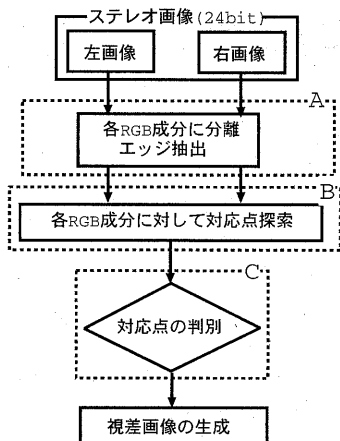 ステレオ画像(24bit)
左画像
右画像
A
各RGB成分に分離
エッジ抽出
B
各RGB成分に対して対応点探索
C
対応点の判別
視差画像の生成